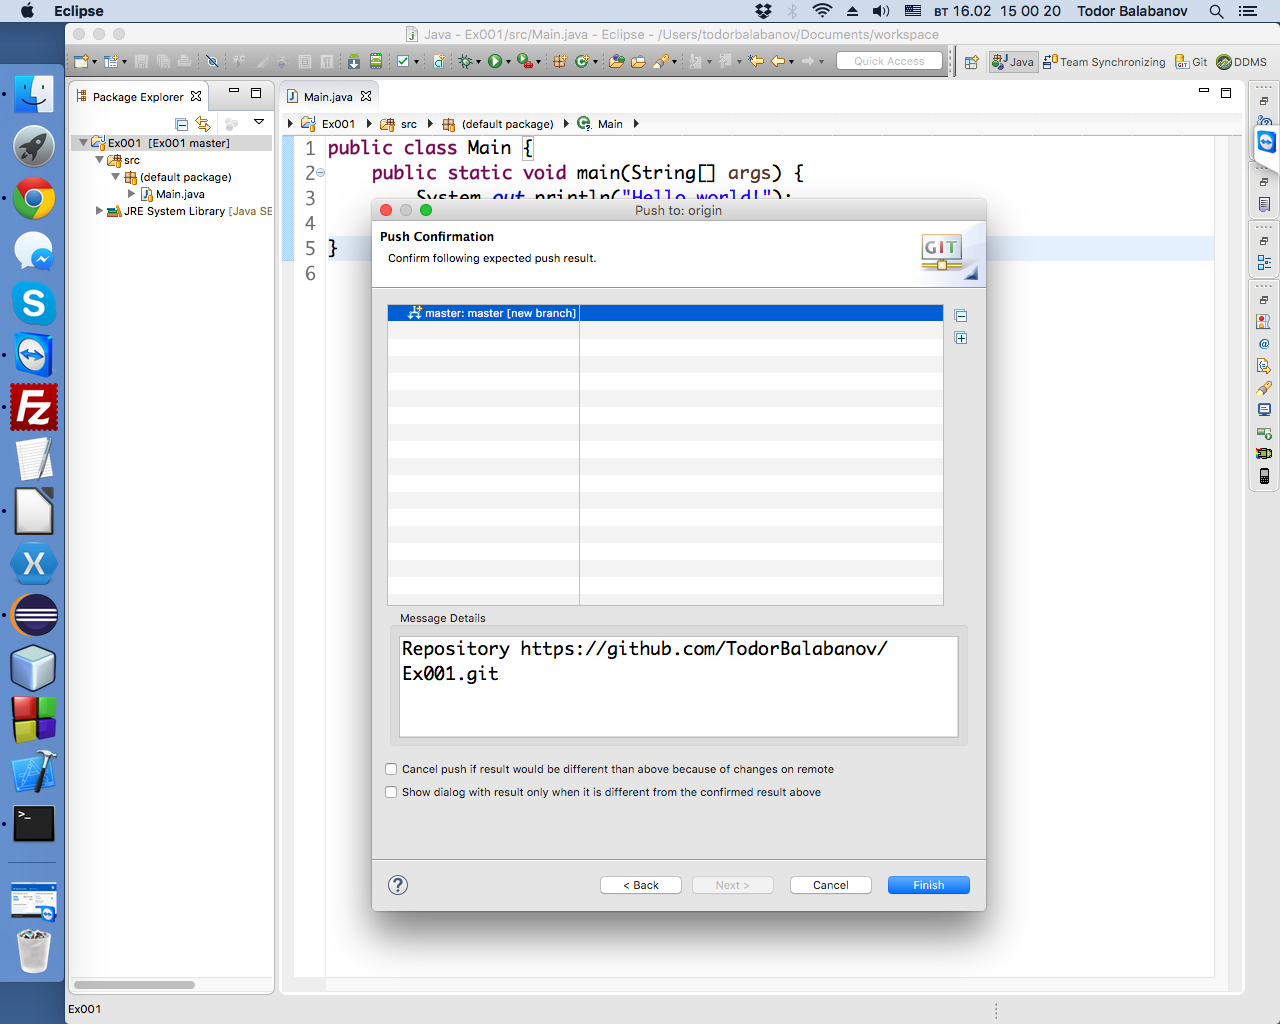 Eclipse
вт 16.02 15 00 20 Todor Balabanov
Java - Ex001/src/Main.java - Eclipse - /Users/todorbalabanov/Documents/workspace
Quick Access
Java
Team Synchronizing
Git
DDMS
Package Explorer
Main.java
Ex001
src
(default package)
Main
Ex001 [Ex001 master]
src
(default package)
Main.java
JRE System Library [Java SE
1 public class Main {
2 public static void main(String[] args) {
3 System.out.println("Hello world!");
4
5 }
6
Push to: origin
Push Confirmation
Confirm following expected push result.
GIT
master: master [new branch]
Message Details
Repository https://github.com/TodorBalabanov/
Ex001.git
Cancel push if result would be different than above because of changes on remote
Show dialog with result only when it is different from the confirmed result above
?
< Back
Next >
Cancel
Finish
Ex001